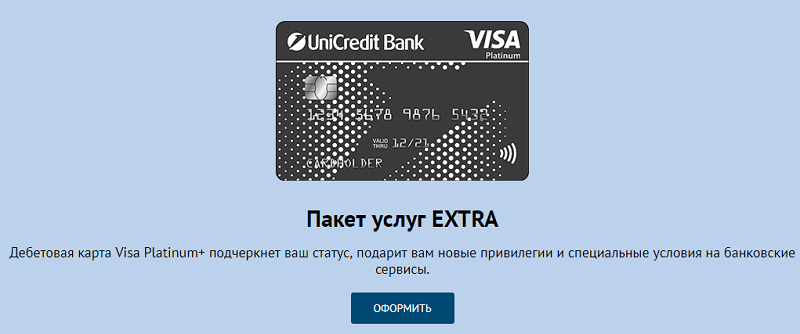 UniCredit Bank VISA
Platinum
1234 5678 9876 5432
VALID
THRU 12/21
CARDHOLDER
Пакет услуг EXTRA
Дебетовая карта Visa Platinum+ подчеркнет ваш статус, подарит вам новые привилегии и специальные условия на банковские
сервисы.
ОФОРМИТЬ